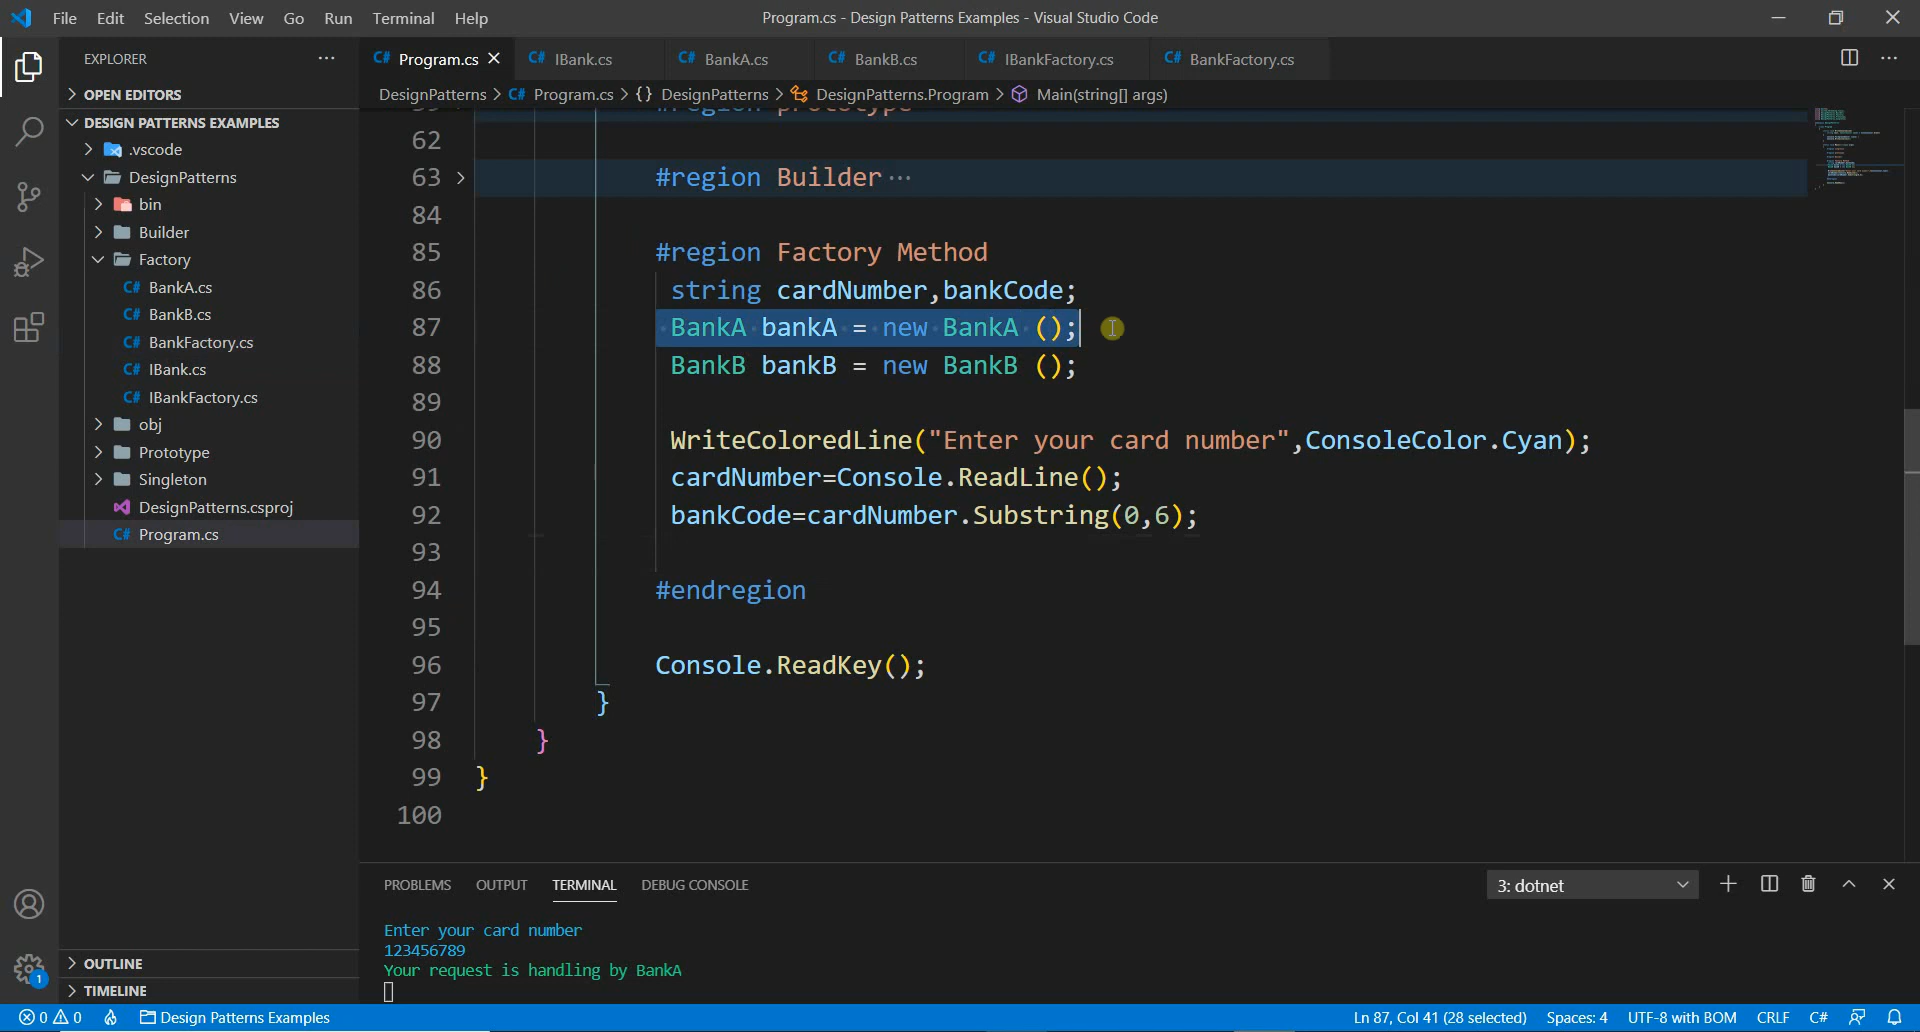 File Edit Selection View Go Run Terminal Help
Program.cs - Design Patterns Examples - Visual Studio Code
EXPLORER
OPEN EDITORS
DESIGN PATTERNS EXAMPLES
.vscode
DesignPatterns
bin
Builder
Factory
C# BankA.cs
C# BankB.cs
C# BankFactory.cs
C# IBank.cs
C# IBankFactory.cs
obj
Prototype
Singleton
DesignPatterns.csproj
C# Program.cs
OUTLINE
TIMELINE
C# Program.cs C# IBank.cs C# BankA.cs C# BankB.cs C# IBankFactory.cs C# BankFactory.cs
DesignPatterns > C# Program.cs > {} DesignPatterns > DesignPatterns.Program > Main(string[] args)
#region prototype
62
63 #region Builder ...
84
85 #region Factory Method
86 string cardNumber,bankCode;
87 BankA bankA = new BankA ();
88 BankB bankB = new BankB ();
89
90 WriteColoredLine("Enter your card number",ConsoleColor.Cyan);
91 cardNumber=Console.ReadLine();
92 bankCode=cardNumber.Substring(0,6);
93
94 #endregion
95
96 Console.ReadKey();
97 }
98 }
99 }
100
PROBLEMS OUTPUT TERMINAL DEBUG CONSOLE 3: dotnet
Enter your card number
123456789
Your request is handling by BankA
1
0 0 Design Patterns Examples Ln 87, Col 41 (28 selected) Spaces: 4 UTF-8 with BOM CRLF C#